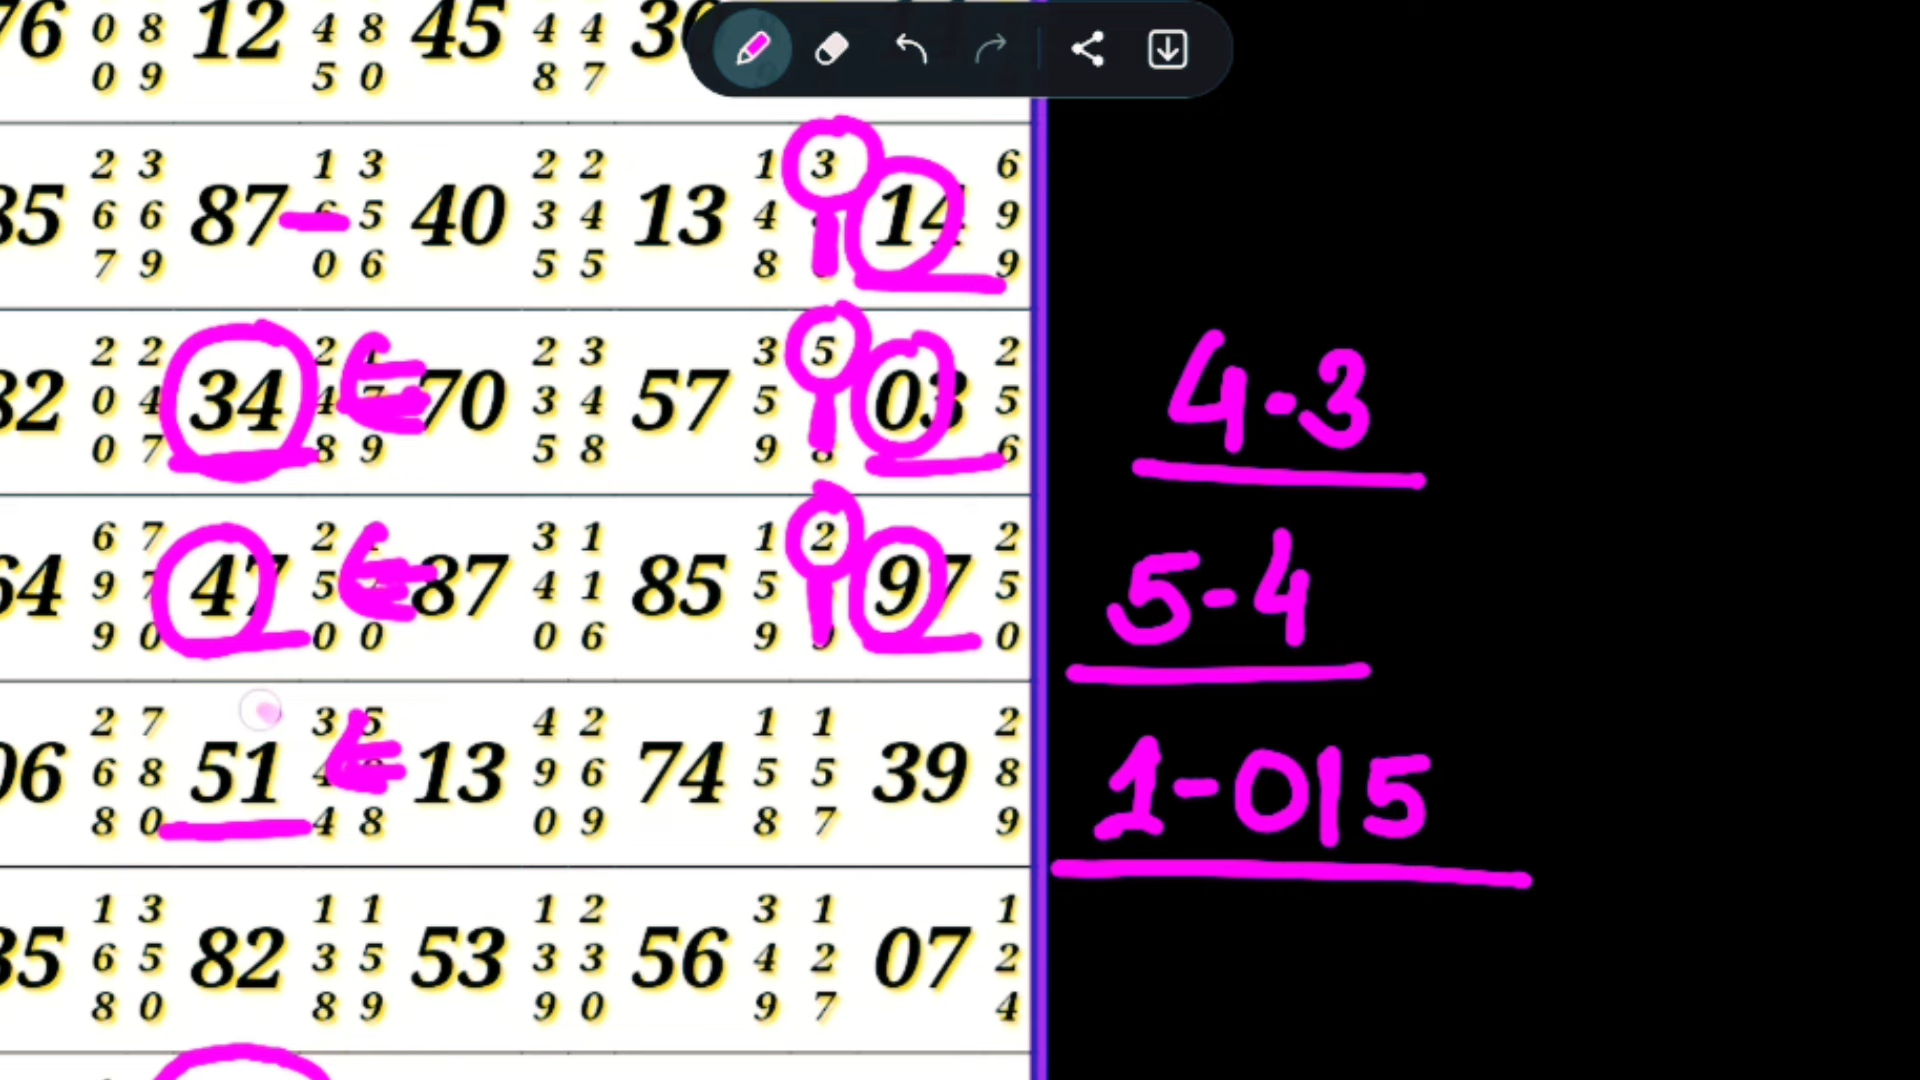 76 0 8 12 4 8 45 4 4 30
0 9 5 0 8 7
2 3 1 3 2 2 1 3 6
85 6 6 87 5 40 3 4 13 4 14 9
7 9 0 6 5 5 8 9
2 2 2 2 3 3 5 2
82 0 4 34 4 70 3 4 57 5 03 5
0 7 8 9 5 8 9 8 6
6 7 2 3 1 1 2 2
64 9 7 47 5 87 4 1 85 5 97 5
9 0 0 0 0 6 9 9 0
2 7 3 5 4 2 1 1 2
06 6 8 51 4 13 9 6 74 5 5 39 8
8 0 4 8 0 9 8 7 9
1 3 1 1 1 2 3 1 1
85 6 5 82 3 5 53 3 3 56 4 2 07 2
8 0 8 9 9 0 9 7 4
4-3
5-4
1-015